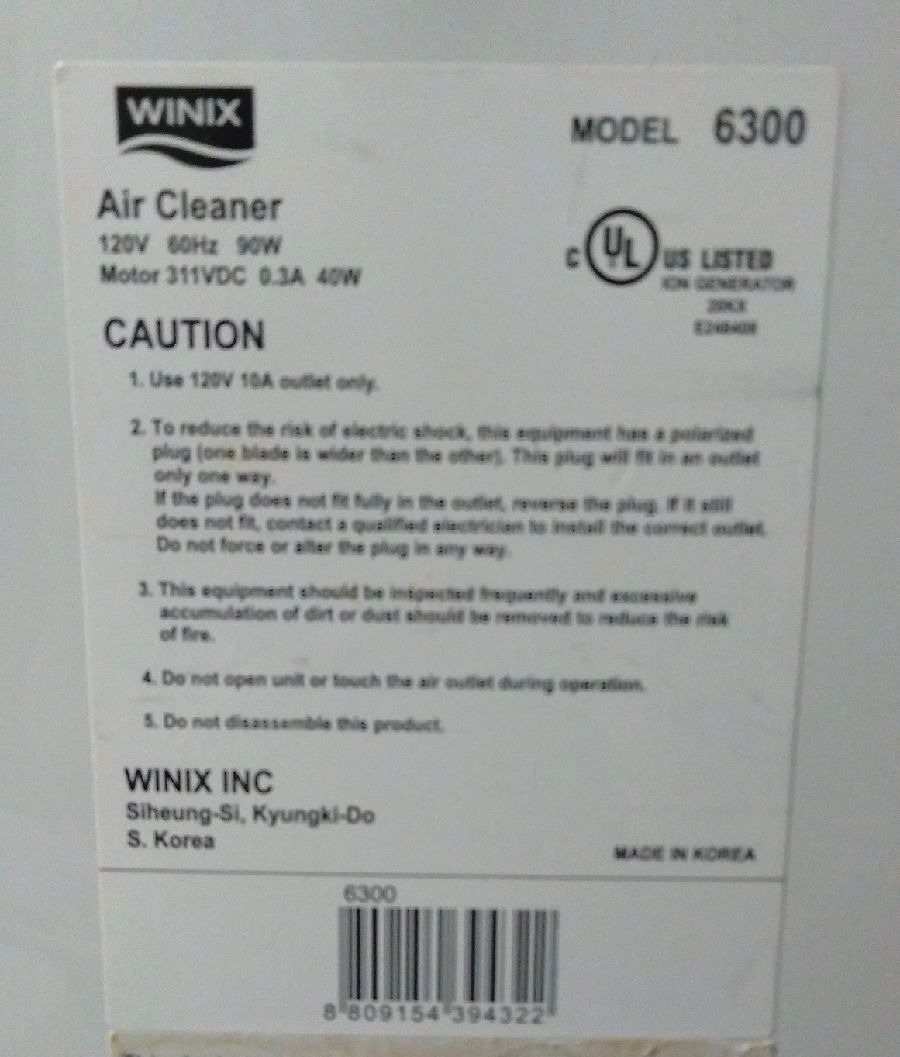 WINIX
MODEL 6300
Air Cleaner
120V 60Hz 90W
Motor 311VDC 0.3A 40W
C UL US LISTED
ION GENERATOR
CAUTION
1. Use 120V 10A outlet only.
2. To reduce the risk of electric shock, this equipment has a polarized
plug (one blade is wider than the other). This plug will fit in an outlet
only one way.
If the plug does not fit fully in the outlet, reverse the plug. If it still
does not fit, contact a qualified electrician to install the correct outlet.
Do not force or alter the plug in any way.
3. This equipment should be inspected frequently and excessive
accumulation of dirt or dust should be removed to reduce the risk
of fire.
4. Do not open unit or touch the air outlet during operation.
5. Do not disassemble this product.
WINIX INC
Siheung-Si, Kyungki-Do
S. Korea
MADE IN KOREA
6300
8 809154 394322